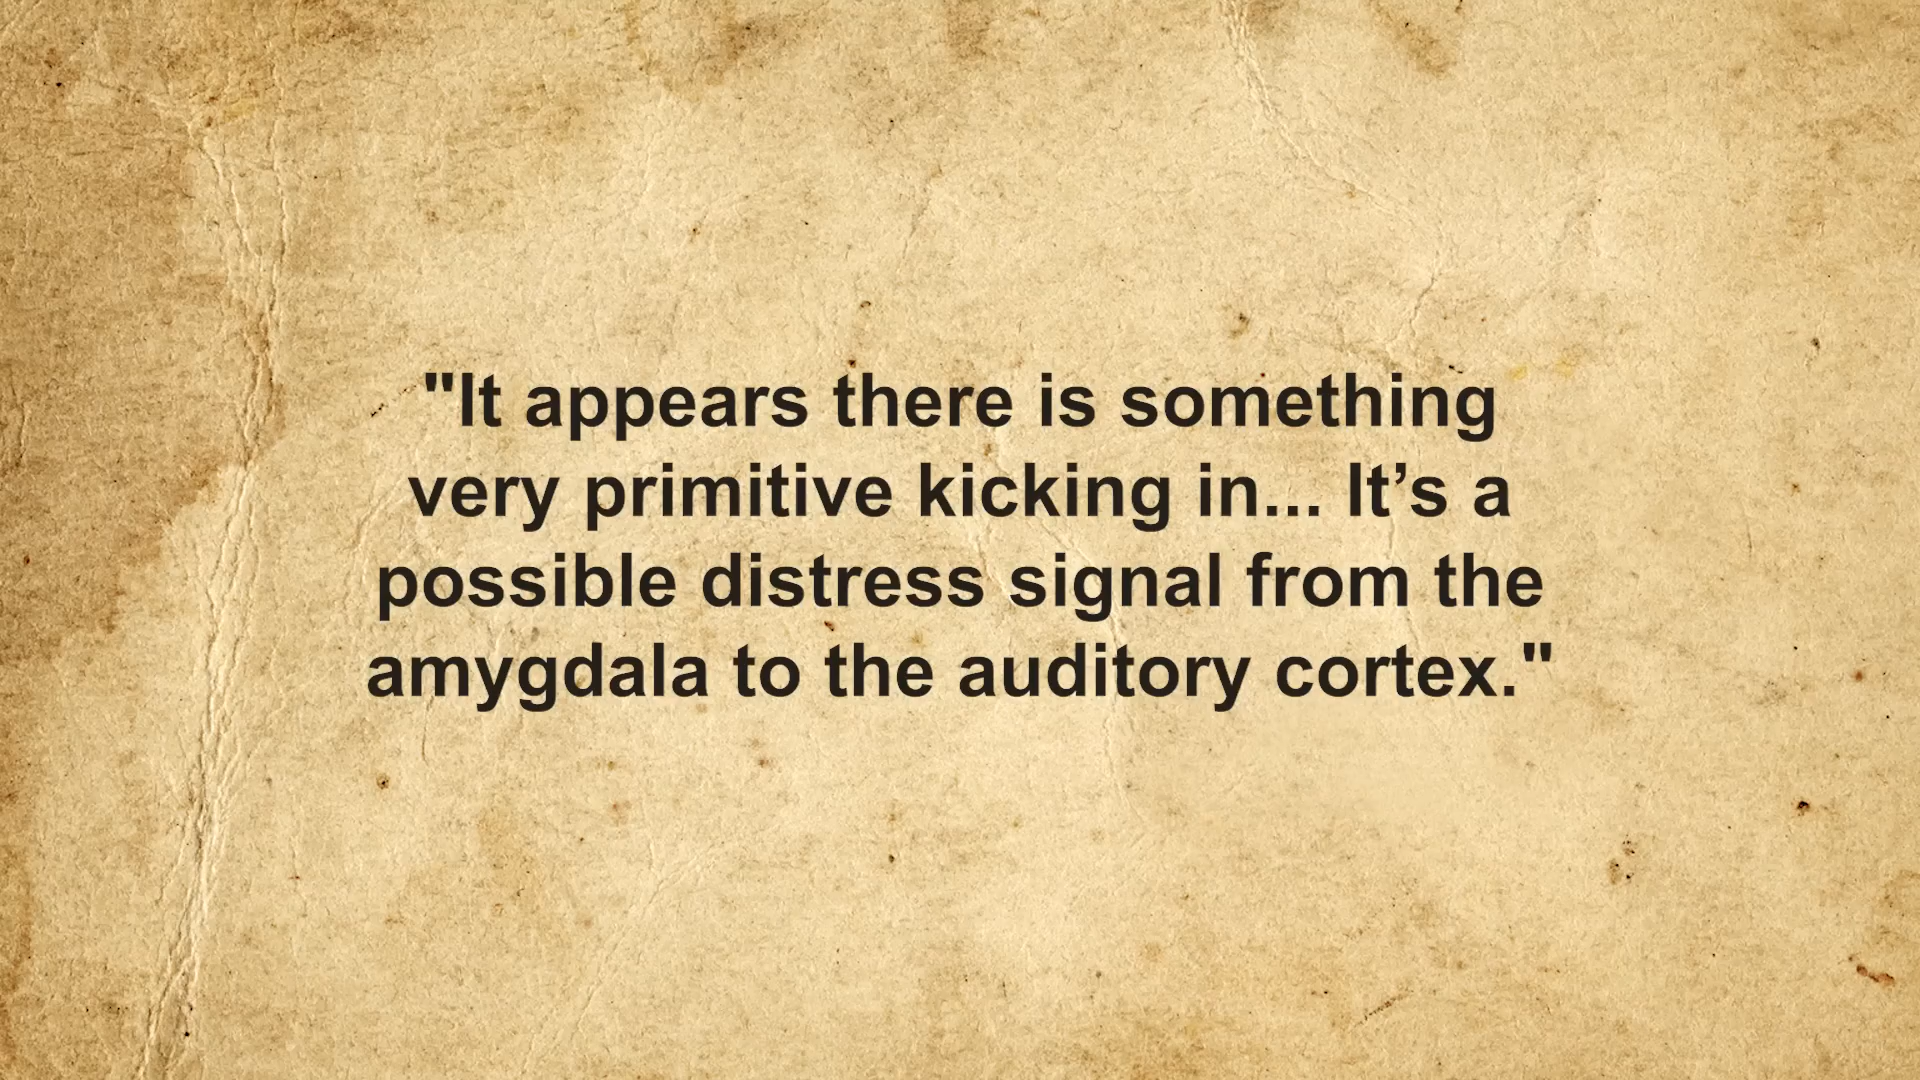 "It appears there is something
very primitive kicking in... It’s a
possible distress signal from the
amygdala to the auditory cortex."